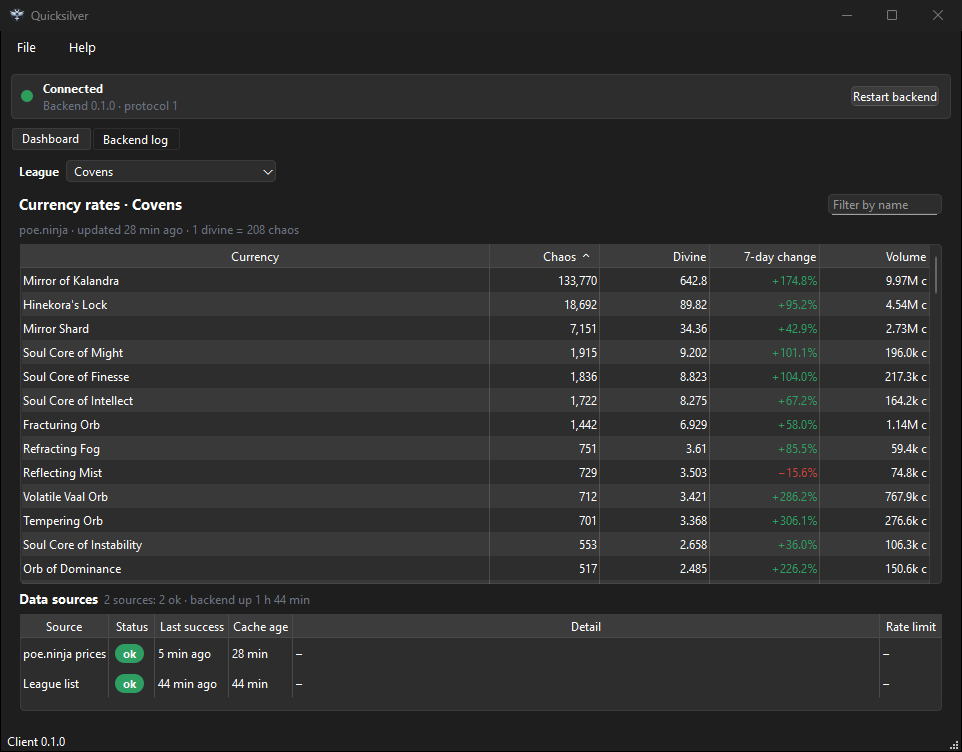 Quicksilver
File Help
Connected
Backend 0.1.0 · protocol 1
Restart backend
Dashboard Backend log
League Covens
Currency rates · Covens
Filter by name
poe.ninja · updated 28 min ago · 1 divine = 208 chaos
Currency Chaos Divine 7-day change Volume
Mirror of Kalandra 133,770 642.8 +174.8% 9.97M c
Hinekora's Lock 18,692 89.82 +95.2% 4.54M c
Mirror Shard 7,151 34.36 +42.9% 2.73M c
Soul Core of Might 1,915 9.202 +101.1% 196.0k c
Soul Core of Finesse 1,836 8.823 +104.0% 217.3k c
Soul Core of Intellect 1,722 8.275 +67.2% 164.2k c
Fracturing Orb 1,442 6.929 +58.0% 1.14M c
Refracting Fog 751 3.61 +85.5% 59.4k c
Reflecting Mist 729 3.503 −15.6% 74.8k c
Volatile Vaal Orb 712 3.421 +286.2% 767.9k c
Tempering Orb 701 3.368 +306.1% 276.6k c
Soul Core of Instability 553 2.658 +36.0% 106.3k c
Orb of Dominance 517 2.485 +226.2% 150.6k c
Data sources 2 sources: 2 ok · backend up 1 h 44 min
Source Status Last success Cache age Detail Rate limit
poe.ninja prices ok 5 min ago 28 min – –
League list ok 44 min ago 44 min – –
Client 0.1.0